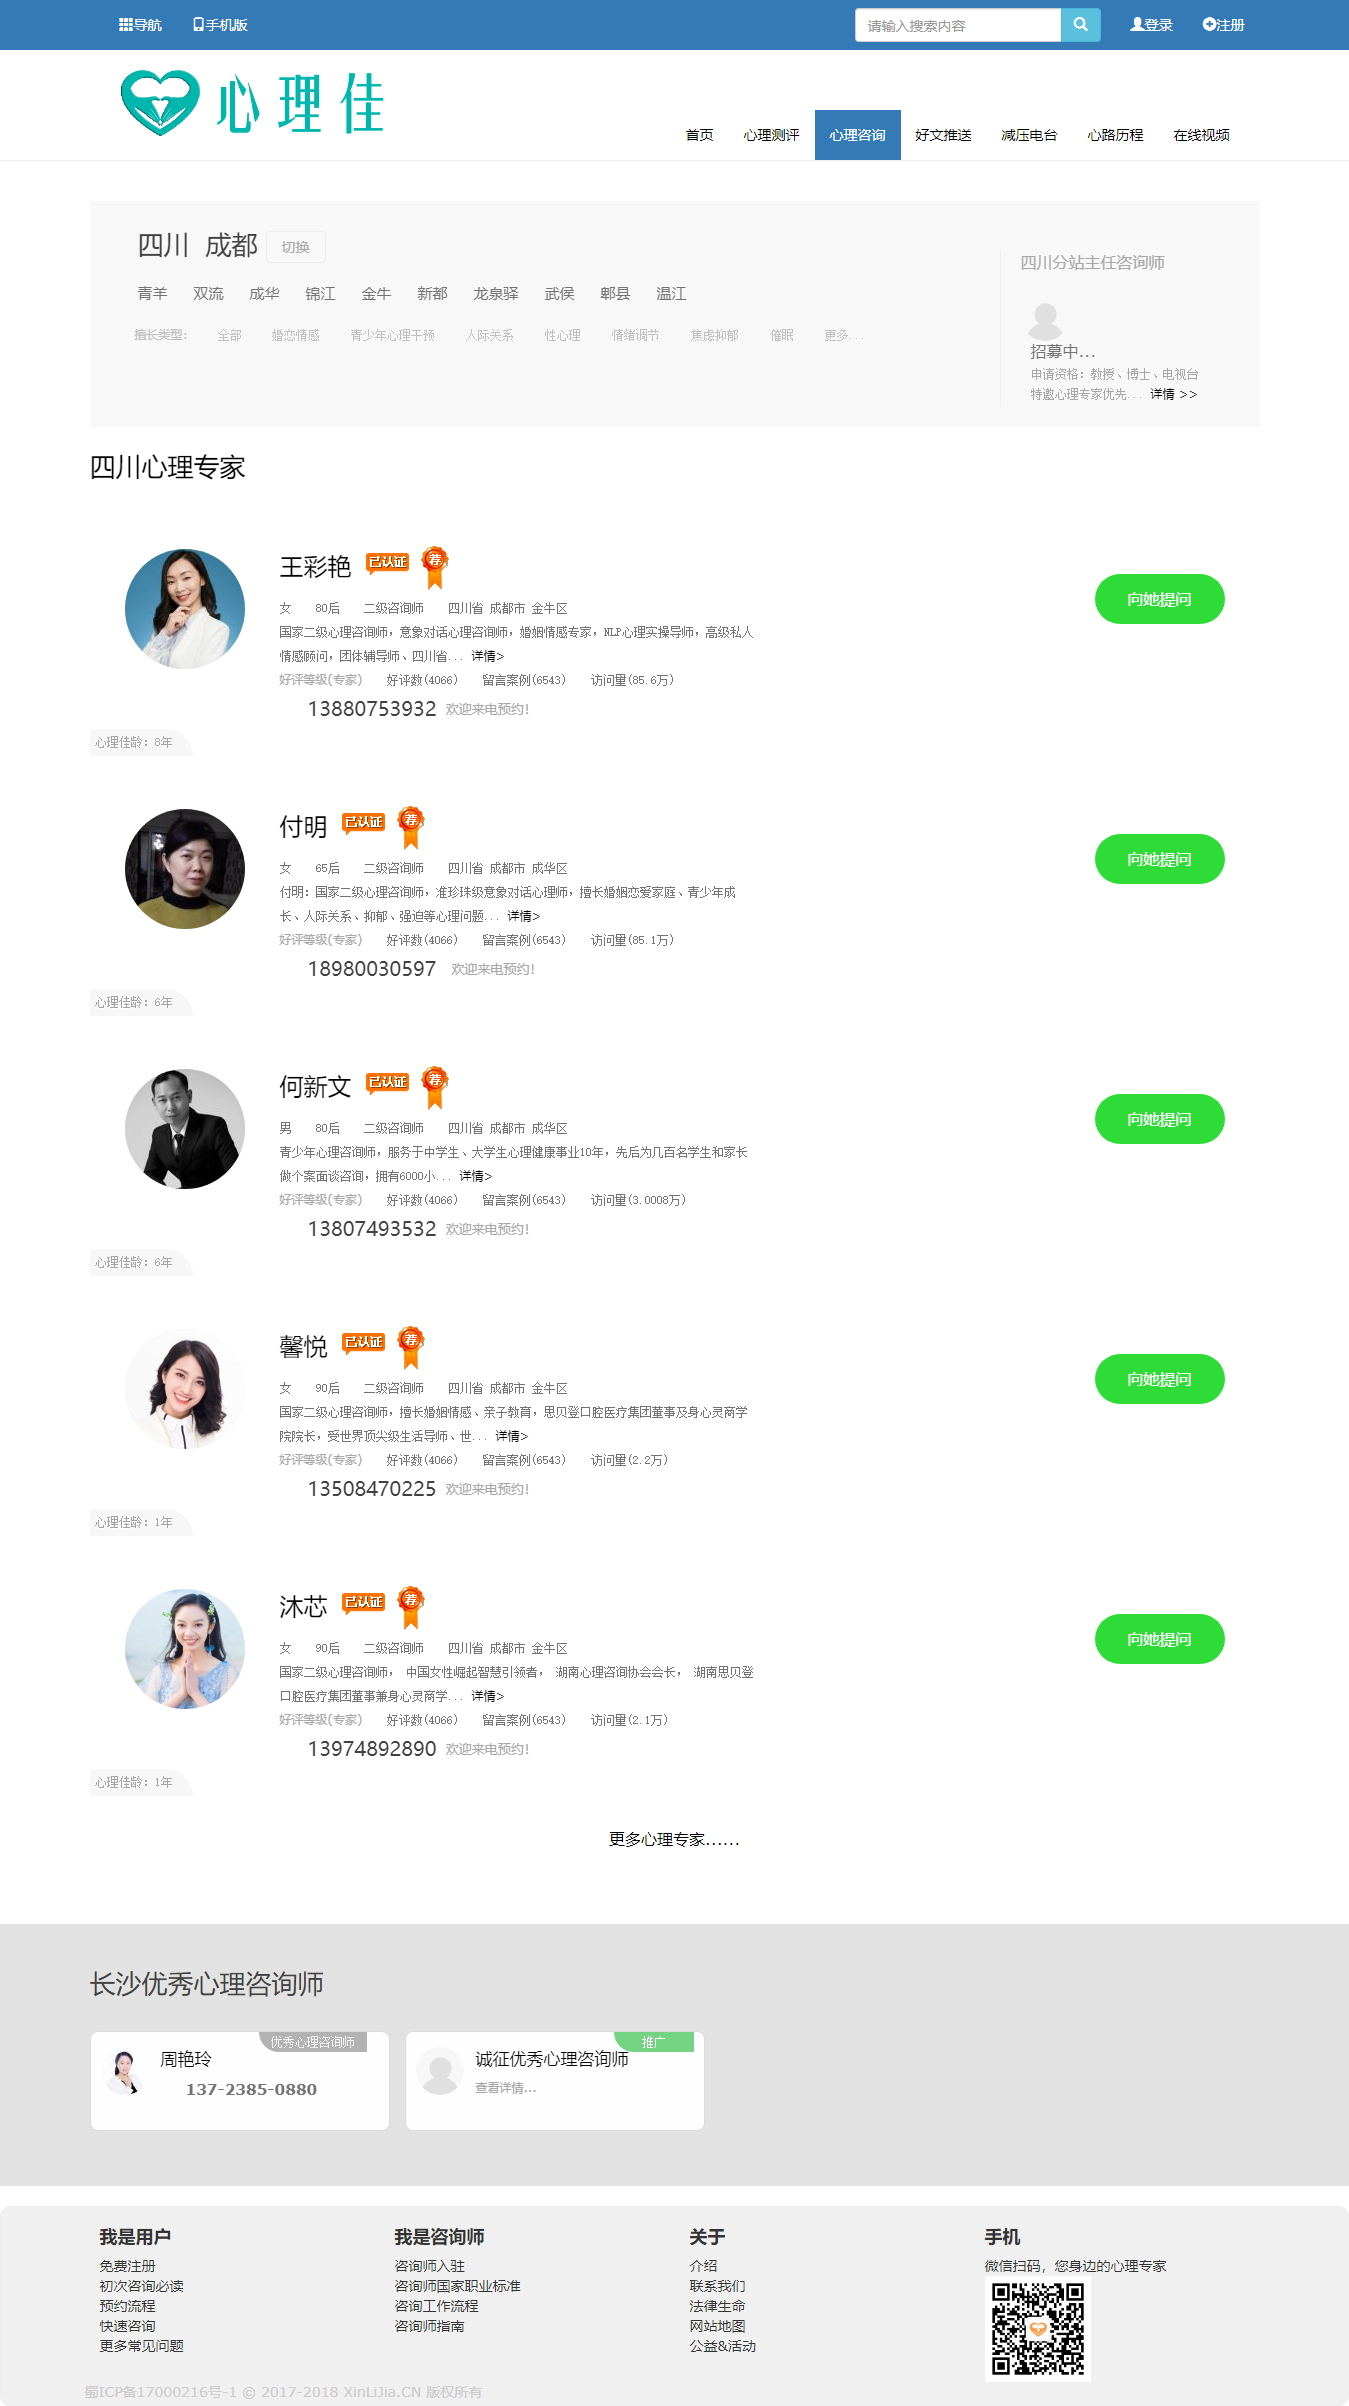 导航 手机版 请输入搜索内容 登录 注册
心理佳
首页 心理测评 心理咨询 好文推送 减压电台 心路历程 在线视频
四川 成都 切换
青羊 双流 成华 锦江 金牛 新都 龙泉驿 武侯 郫县 温江
擅长类型: 全部 婚恋情感 青少年心理干预 人际关系 性心理 情绪调节 焦虑抑郁 催眠 更多...
四川分站主任咨询师
招募中...
申请资格：教授、博士、电视台
特邀心理专家优先... 详情 >>
四川心理专家
王彩艳 已认证 荐
女 80后 二级咨询师 四川省 成都市 金牛区
国家二级心理咨询师，意象对话心理咨询师，婚姻情感专家，NLP心理实操导师，高级私人
情感顾问，团体辅导师、四川省... 详情>
好评等级(专家) 好评数(4066) 留言案例(6543) 访问量(85.6万)
13880753932 欢迎来电预约!
向她提问
心理佳龄：8年
付明 已认证 荐
女 65后 二级咨询师 四川省 成都市 成华区
付明：国家二级心理咨询师，准珍珠级意象对话心理师，擅长婚姻恋爱家庭、青少年成
长、人际关系、抑郁、强迫等心理问题... 详情>
好评等级(专家) 好评数(4066) 留言案例(6543) 访问量(85.1万)
18980030597 欢迎来电预约!
向她提问
心理佳龄：6年
何新文 已认证 荐
男 80后 二级咨询师 四川省 成都市 成华区
青少年心理咨询师，服务于中学生、大学生心理健康事业10年，先后为几百名学生和家长
做个案面谈咨询，拥有6000小... 详情>
好评等级(专家) 好评数(4066) 留言案例(6543) 访问量(3.0008万)
13807493532 欢迎来电预约!
向她提问
心理佳龄：6年
馨悦 已认证 荐
女 90后 二级咨询师 四川省 成都市 金牛区
国家二级心理咨询师，擅长婚姻情感、亲子教育，思贝登口腔医疗集团董事及身心灵商学
院院长，受世界顶尖级生活导师、世... 详情>
好评等级(专家) 好评数(4066) 留言案例(6543) 访问量(2.2万)
13508470225 欢迎来电预约!
向她提问
心理佳龄：1年
沐芯 已认证 荐
女 90后 二级咨询师 四川省 成都市 金牛区
国家二级心理咨询师， 中国女性崛起智慧引领者， 湖南心理咨询协会会长， 湖南思贝登
口腔医疗集团董事兼身心灵商学... 详情>
好评等级(专家) 好评数(4066) 留言案例(6543) 访问量(2.1万)
13974892890 欢迎来电预约!
向她提问
心理佳龄：1年
更多心理专家……
长沙优秀心理咨询师
优秀心理咨询师
周艳玲
137-2385-0880
推广
诚征优秀心理咨询师
查看详情...
我是用户
免费注册
初次咨询必读
预约流程
快速咨询
更多常见问题
我是咨询师
咨询师入驻
咨询师国家职业标准
咨询工作流程
咨询师指南
关于
介绍
联系我们
法律生命
网站地图
公益&活动
手机
微信扫码，您身边的心理专家
蜀ICP备17000216号-1 © 2017-2018 XinLiJia.CN 版权所有